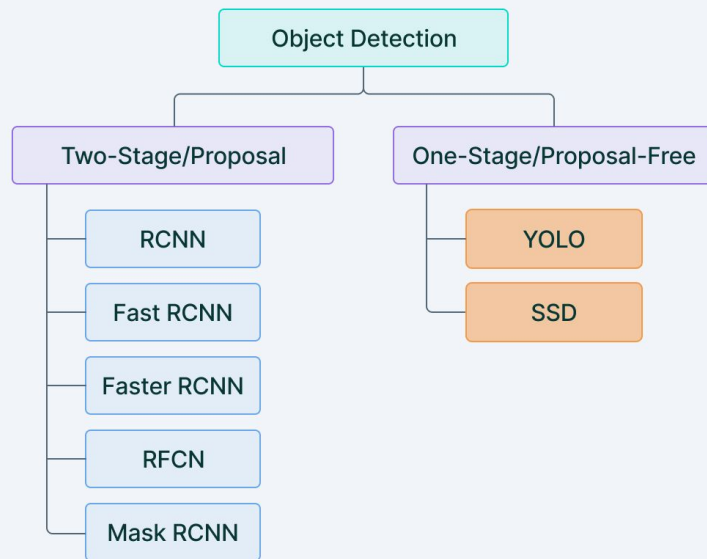 Object Detection
Two-Stage/Proposal
One-Stage/Proposal-Free
RCNN
Fast RCNN
Faster RCNN
RFCN
Mask RCNN
YOLO
SSD